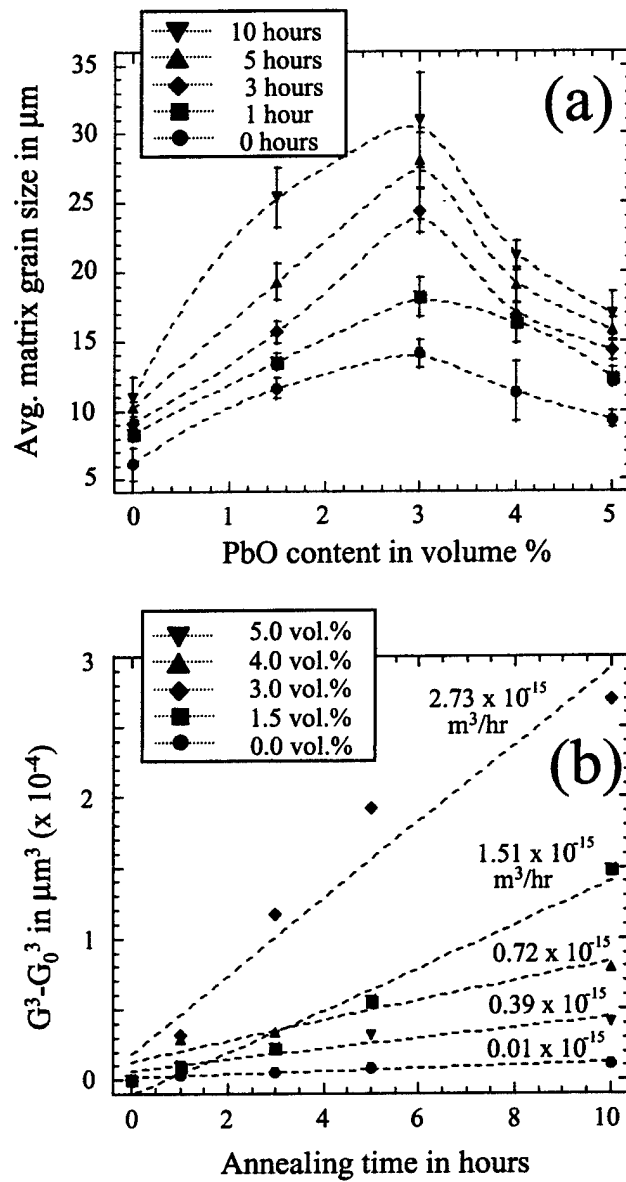 10 hours
5 hours
3 hours
1 hour
0 hours
(a)
35
30
25
20
15
10
5
Avg. matrix grain size in μm
0 1 2 3 4 5
PbO content in volume %
5.0 vol.%
4.0 vol.%
3.0 vol.%
1.5 vol.%
0.0 vol.%
(b)
3
2
1
0
G³-G₀³ in μm³ (x 10⁻⁴)
2.73 x 10⁻¹⁵
m³/hr
1.51 x 10⁻¹⁵
m³/hr
0.72 x 10⁻¹⁵
0.39 x 10⁻¹⁵
0.01 x 10⁻¹⁵
0 2 4 6 8 10
Annealing time in hours